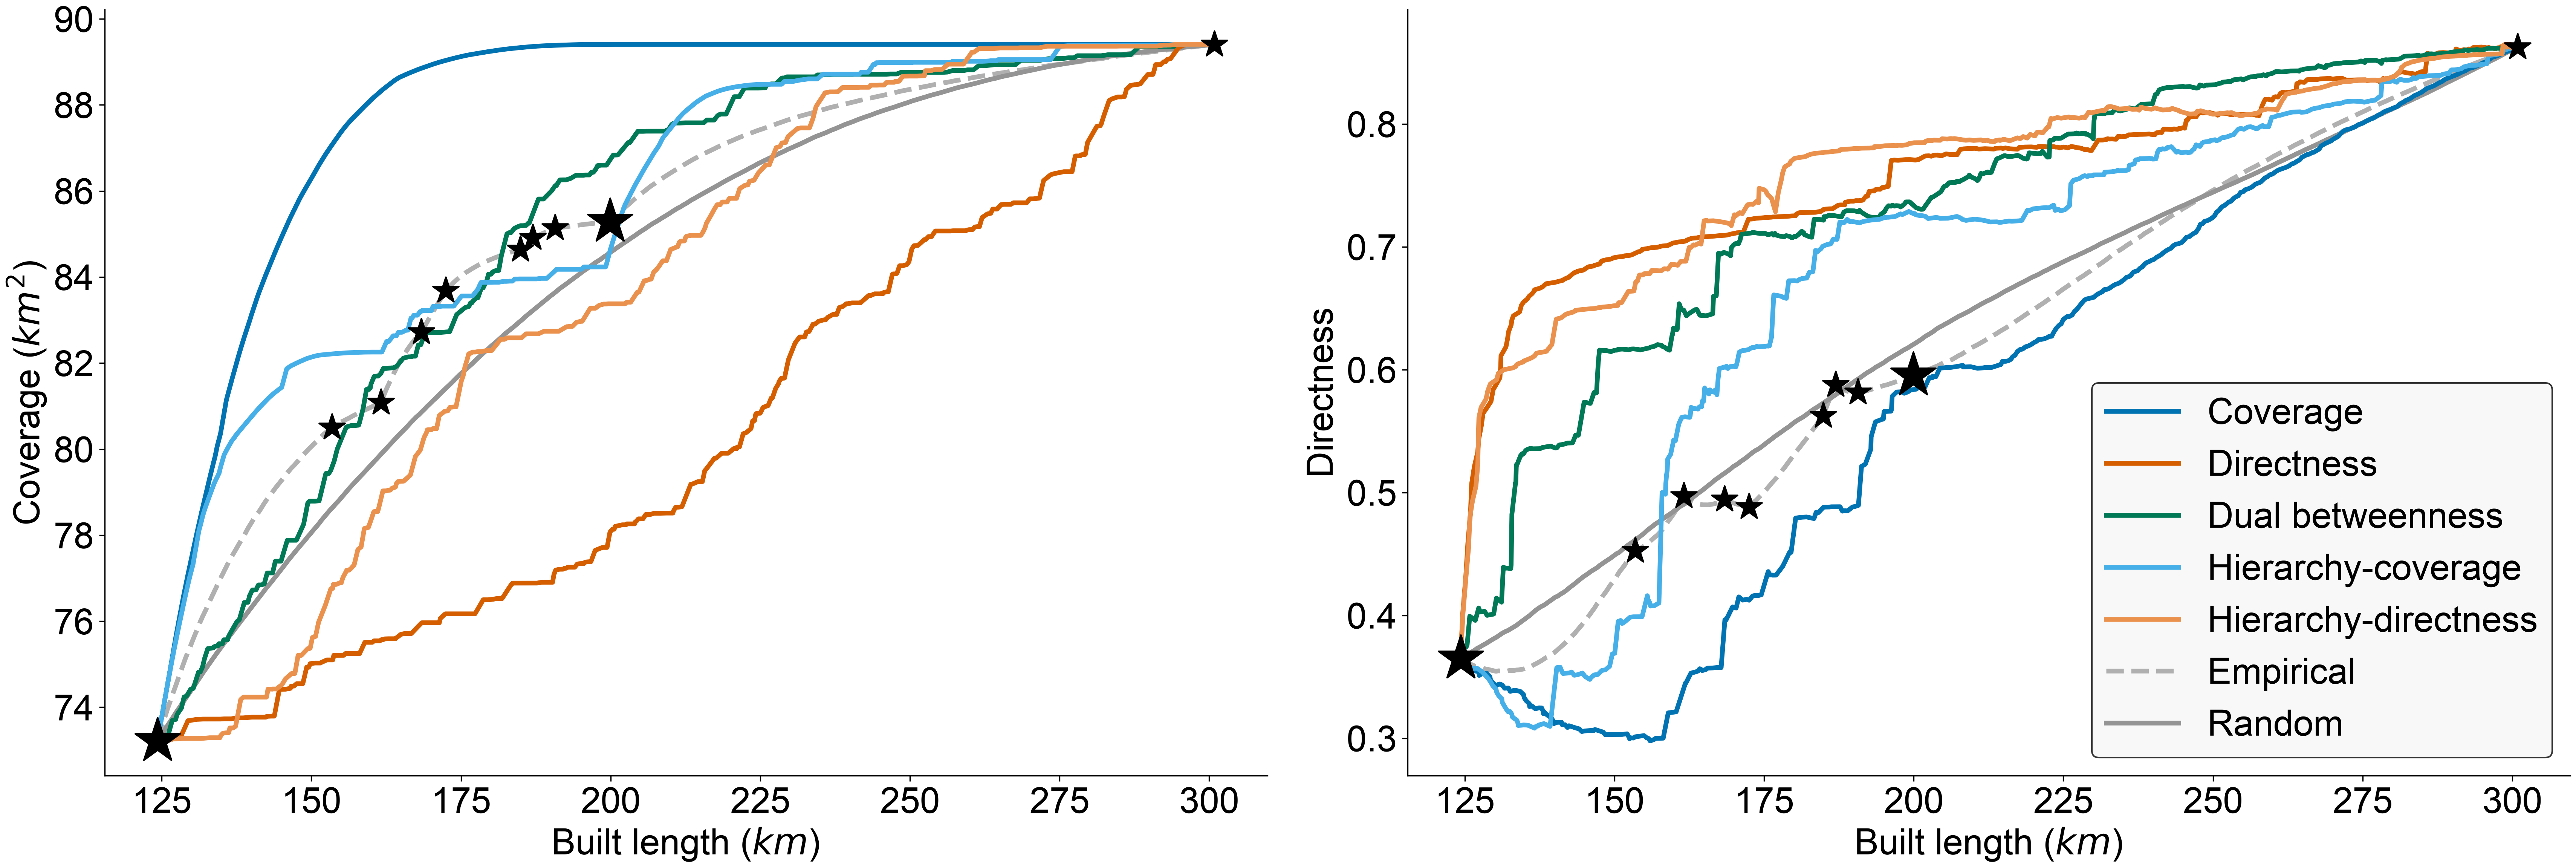 90
88
86
84
82
80
78
76
74
Coverage (km²)
125 150 175 200 225 250 275 300
Built length (km)
0.8
0.7
0.6
0.5
0.4
0.3
Directness
125 150 175 200 225 250 275 300
Built length (km)
Coverage
Directness
Dual betweenness
Hierarchy-coverage
Hierarchy-directness
Empirical
Random